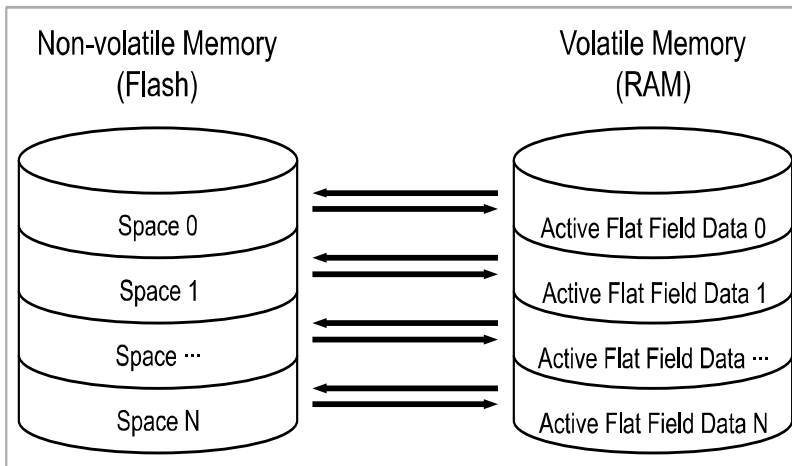 Non-volatile Memory
(Flash)
Volatile Memory
(RAM)
Space 0
Active Flat Field Data 0
Space 1
Active Flat Field Data 1
Space ···
Active Flat Field Data ···
Space N
Active Flat Field Data N